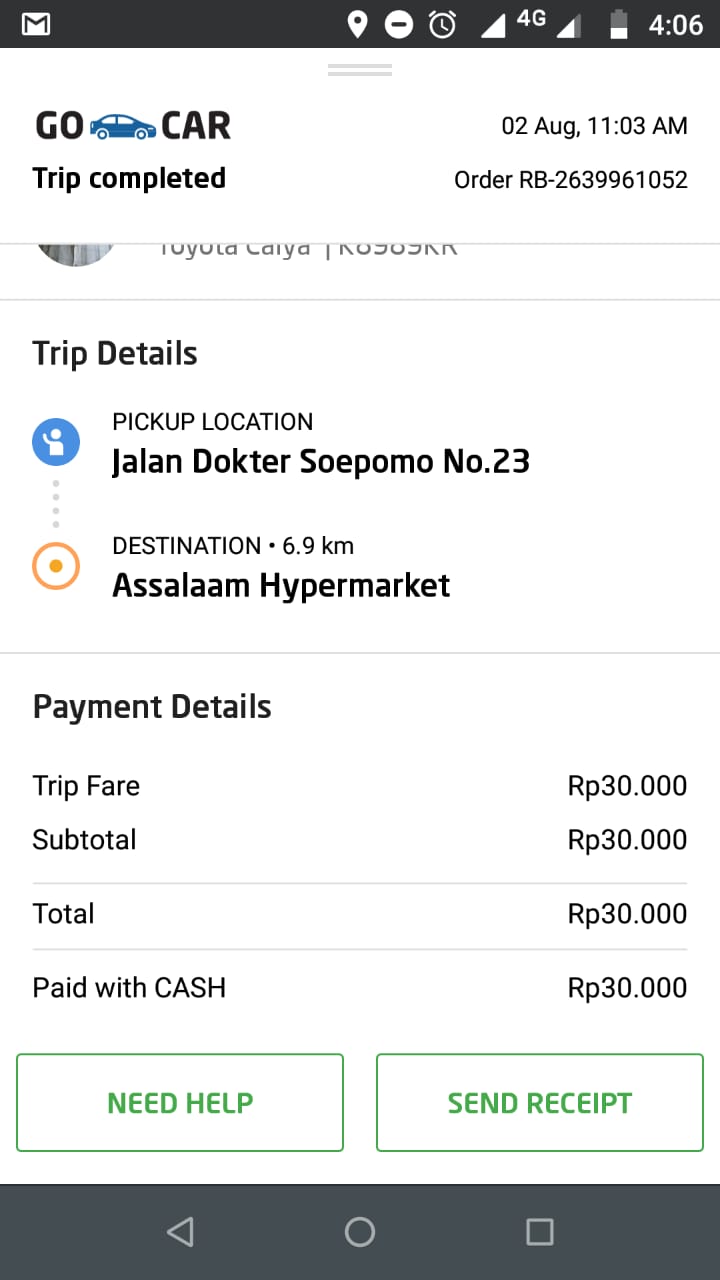 4G 4:06
GO CAR
02 Aug, 11:03 AM
Trip completed
Order RB-2639961052
Toyota Calya |
Trip Details
PICKUP LOCATION
Jalan Dokter Soepomo No.23
DESTINATION • 6.9 km
Assalaam Hypermarket
Payment Details
Trip Fare Rp30.000
Subtotal Rp30.000
Total Rp30.000
Paid with CASH Rp30.000
NEED HELP
SEND RECEIPT